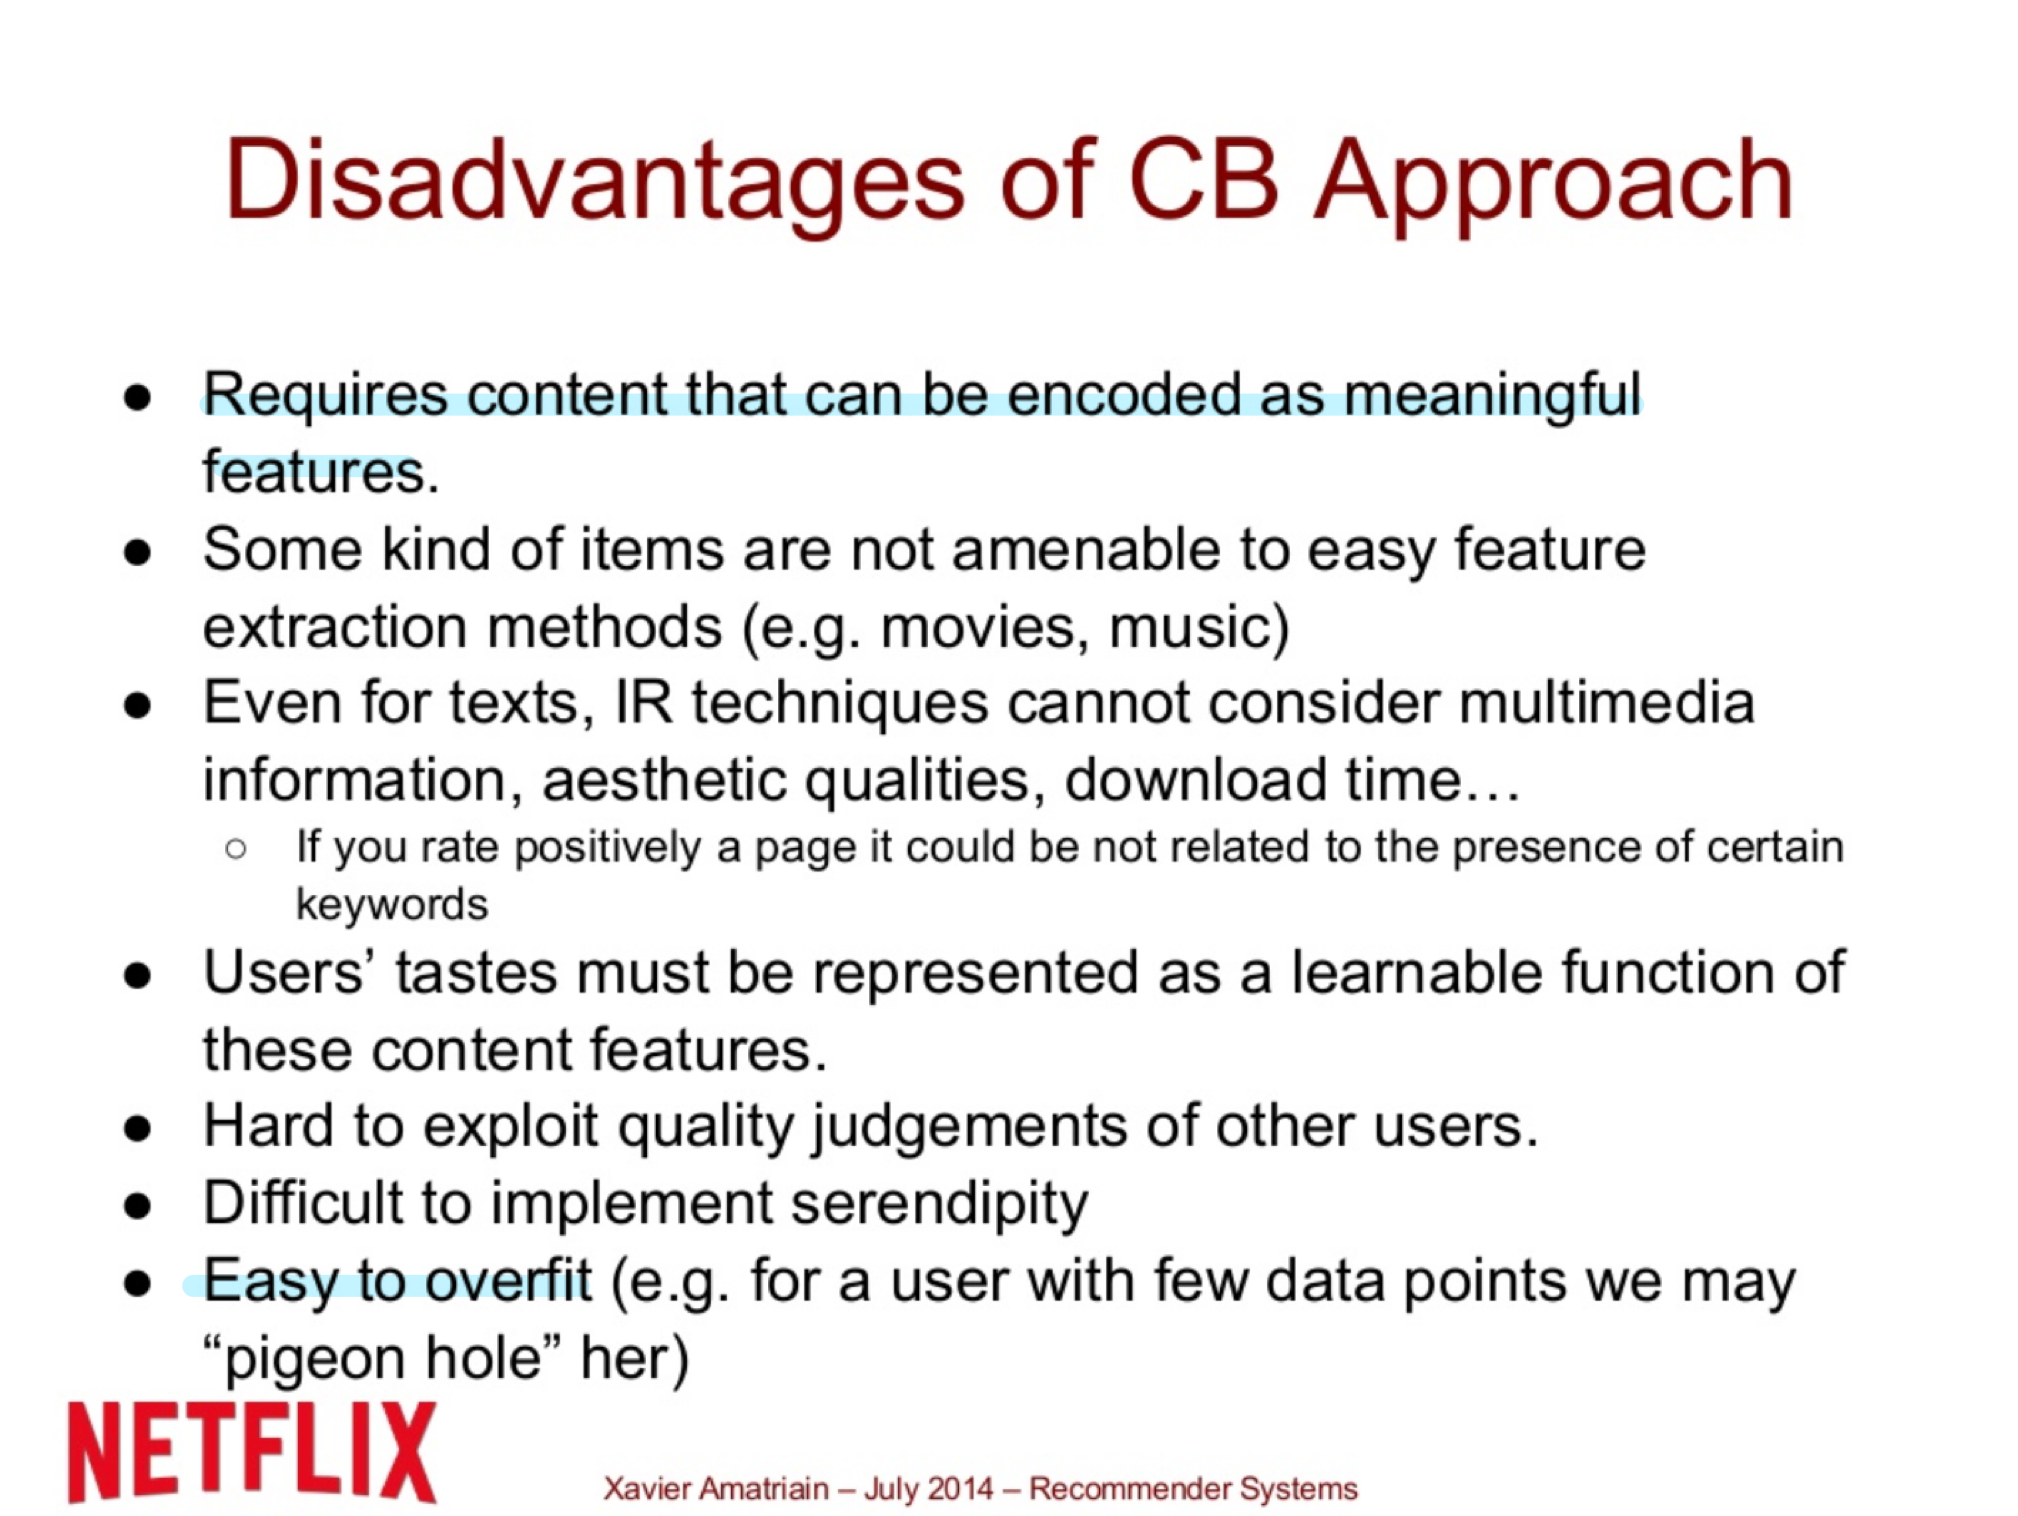 Disadvantages of CB Approach
● Requires content that can be encoded as meaningful
features.
● Some kind of items are not amenable to easy feature
extraction methods (e.g. movies, music)
● Even for texts, IR techniques cannot consider multimedia
information, aesthetic qualities, download time…
○ If you rate positively a page it could be not related to the presence of certain
keywords
● Users’ tastes must be represented as a learnable function of
these content features.
● Hard to exploit quality judgements of other users.
● Difficult to implement serendipity
● Easy to overfit (e.g. for a user with few data points we may
“pigeon hole” her)
NETFLIX
Xavier Amatriain – July 2014 – Recommender Systems